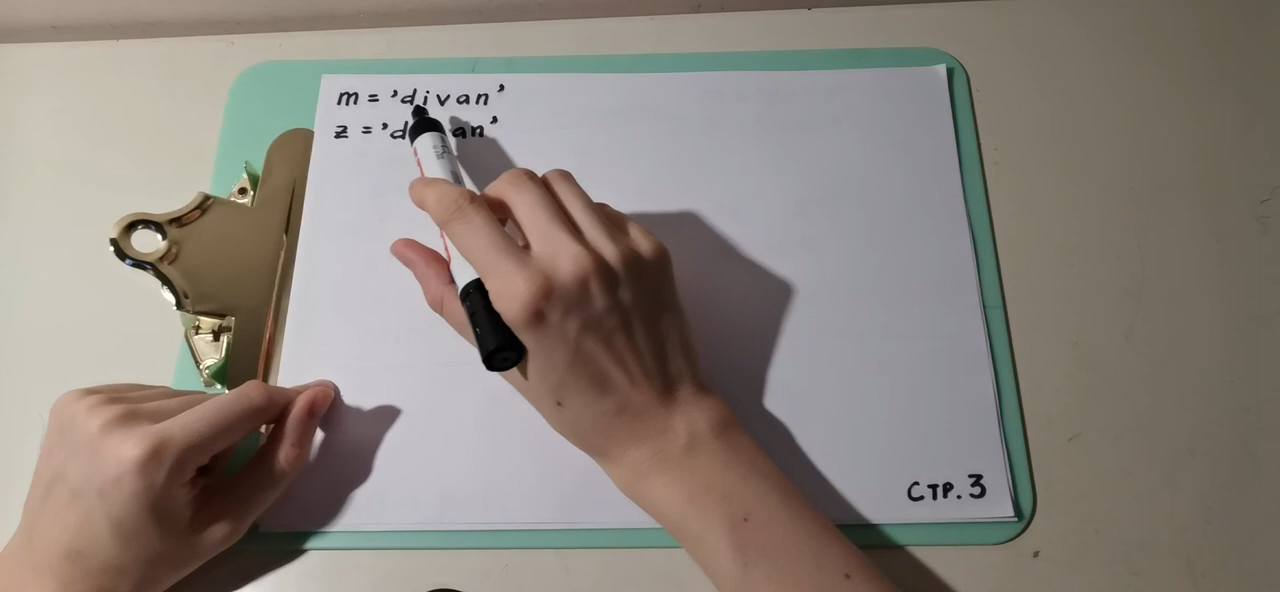 m = 'divan'
СТР. 3